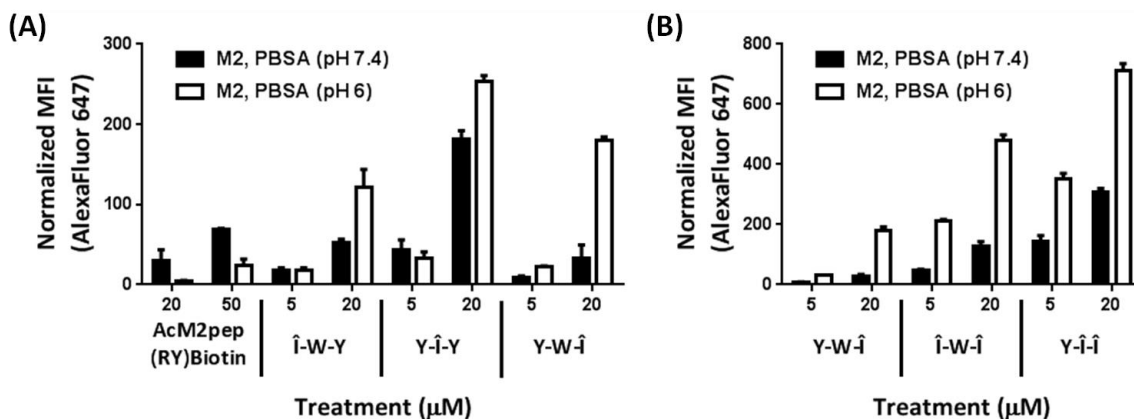 (A)
300
200
100
0
Normalized MFI
(AlexaFluor 647)
M2, PBSA (pH 7.4)
M2, PBSA (pH 6)
20 50 5 20 5 20 5 20
AcM2pep
(RY)Biotin
Î-W-Y Y-Î-Y Y-W-Î
Treatment (μM)
(B)
800
600
400
200
0
Normalized MFI
(AlexaFluor 647)
M2, PBSA (pH 7.4)
M2, PBSA (pH 6)
5 20 5 20 5 20
Y-W-Î Î-W-Î Y-Î-Î
Treatment (μM)